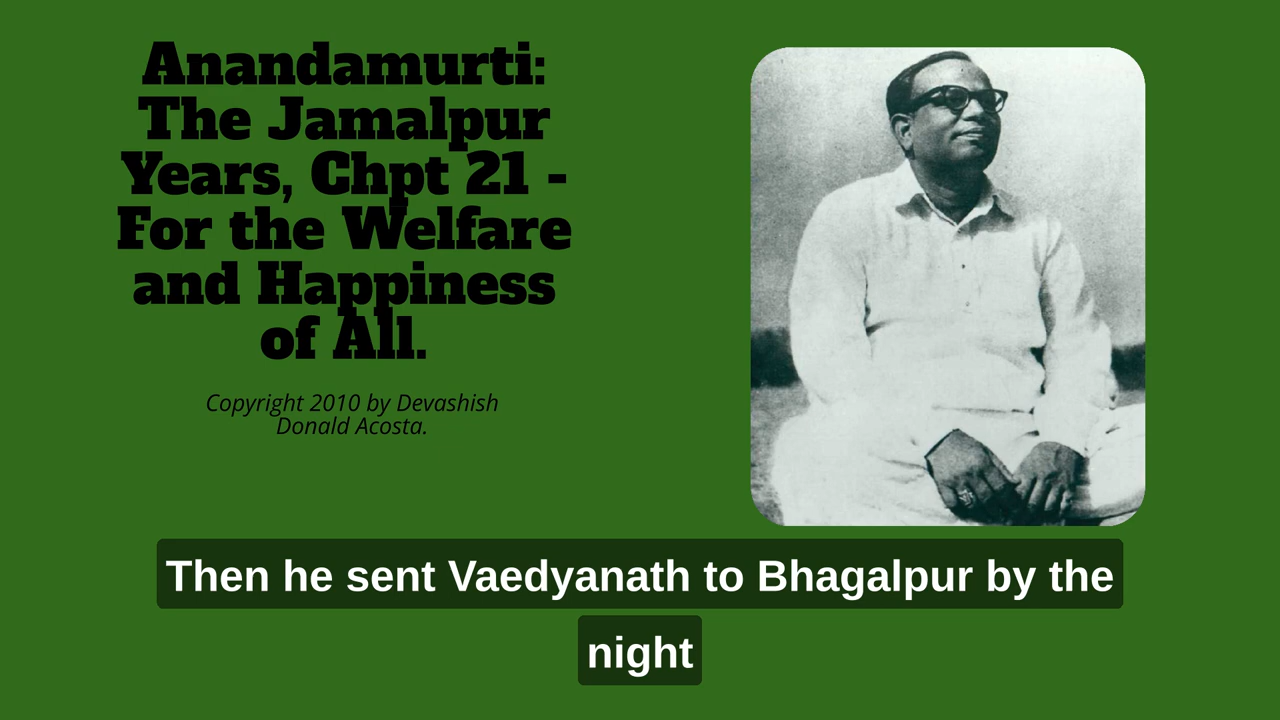 Anandamurti:
The Jamalpur
Years, Chpt 21 -
For the Welfare
and Happiness
of All.
Copyright 2010 by Devashish
Donald Acosta.
Then he sent Vaedyanath to Bhagalpur by the
night